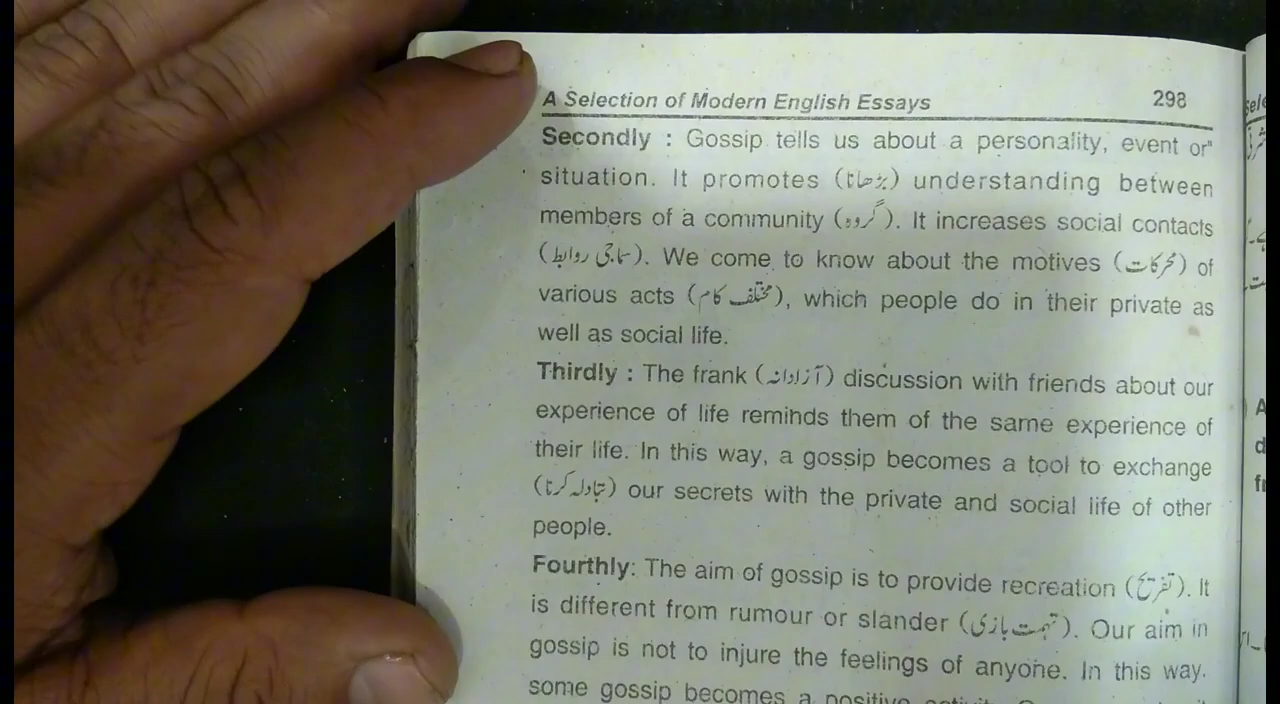 A Selection of Modern English Essays 298
Secondly : Gossip tells us about a personality, event or
situation. It promotes (بڑھانا) understanding between
members of a community (گروہ). It increases social contacts
(سماجی روابط). We come to know about the motives (محرکات) of
various acts (مختلف کام), which people do in their private as
well as social life.
Thirdly : The frank (آزادانہ) discussion with friends about our
experience of life reminds them of the same experience of
their life. In this way, a gossip becomes a tool to exchange
(تبادلہ کرنا) our secrets with the private and social life of other
people.
Fourthly: The aim of gossip is to provide recreation (تفریح). It
is different from rumour or slander (تہمت بازی). Our aim in
gossip is not to injure the feelings of anyone. In this way.
some gossip becomes a positive